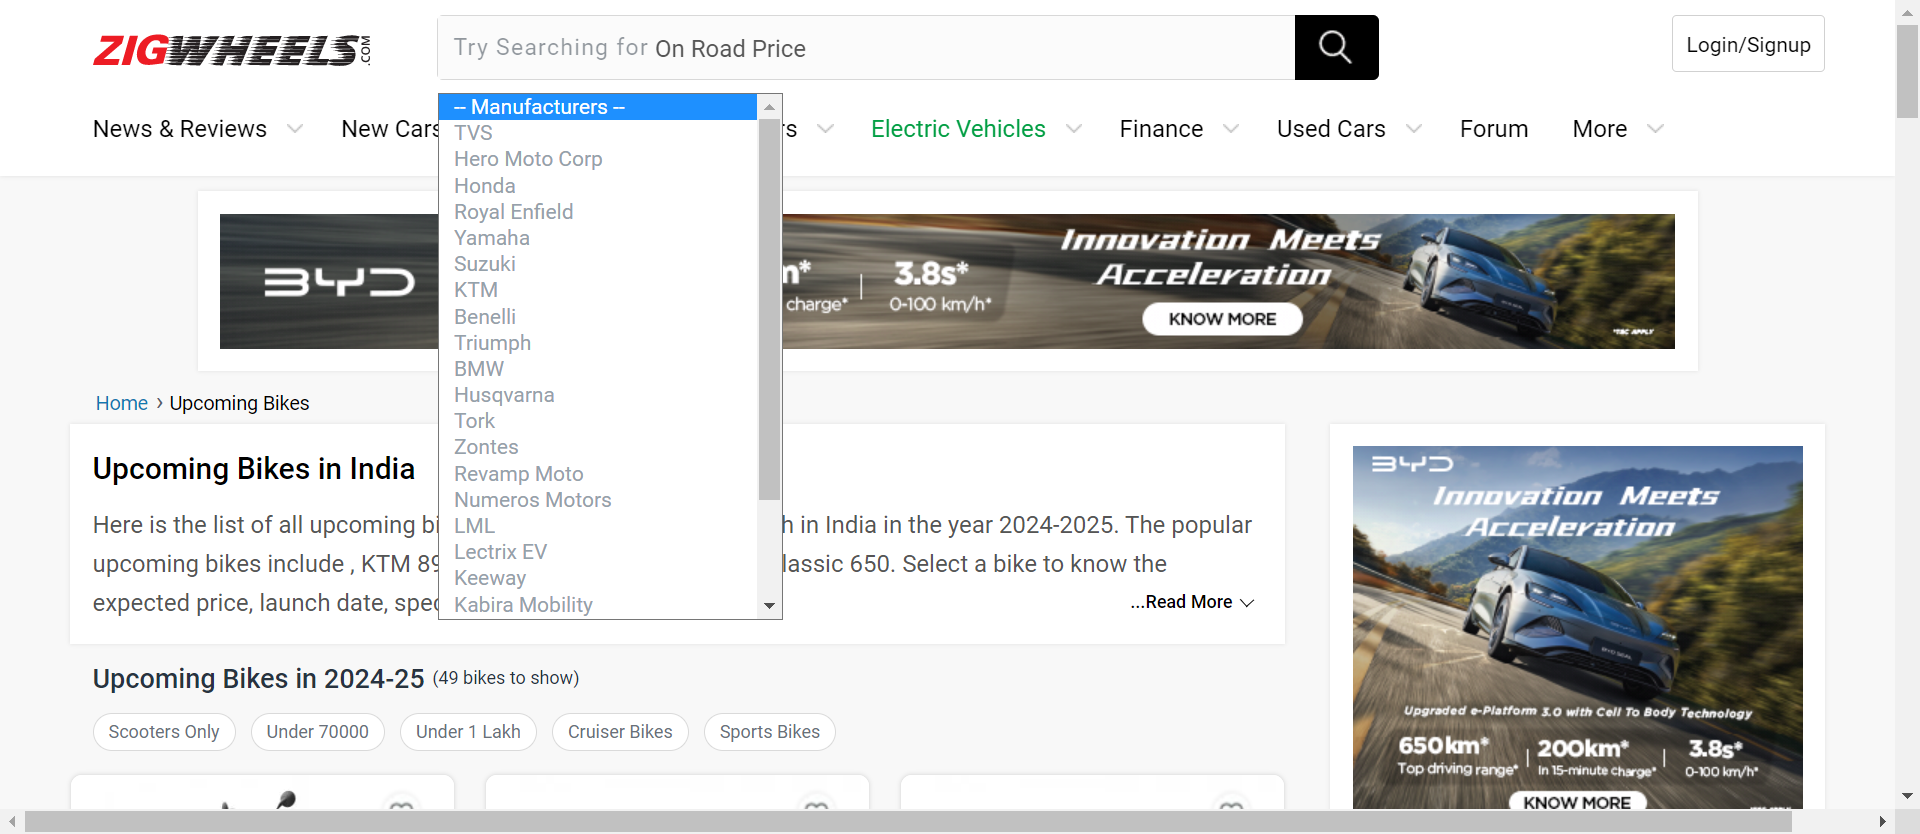 ZIGWHEELS.COM
Try Searching for On Road Price
Login/Signup
News & Reviews
New Cars
Electric Vehicles
Finance
Used Cars
Forum
More
-- Manufacturers --
TVS
Hero Moto Corp
Honda
Royal Enfield
Yamaha
Suzuki
KTM
Benelli
Triumph
BMW
Husqvarna
Tork
Zontes
Revamp Moto
Numeros Motors
LML
Lectrix EV
Keeway
Kabira Mobility
BYD
charge*
3.8s*
0-100 km/h*
Innovation Meets
Acceleration
KNOW MORE
*T&C APPLY
Home › Upcoming Bikes
Upcoming Bikes in India
Here is the list of all upcoming
h in India in the year 2024-2025. The popular
upcoming bikes include , KTM 89
lassic 650. Select a bike to know the
expected price, launch date, spec
...Read More
Upcoming Bikes in 2024-25 (49 bikes to show)
Scooters Only
Under 70000
Under 1 Lakh
Cruiser Bikes
Sports Bikes
BYD
Innovation Meets
Acceleration
BYD SEAL
Upgraded e-Platform 3.0 with Cell To Body Technology
650km*
Top driving range*
200km*
In 15-minute charge*
3.8s*
0-100 km/h*
KNOW MORE